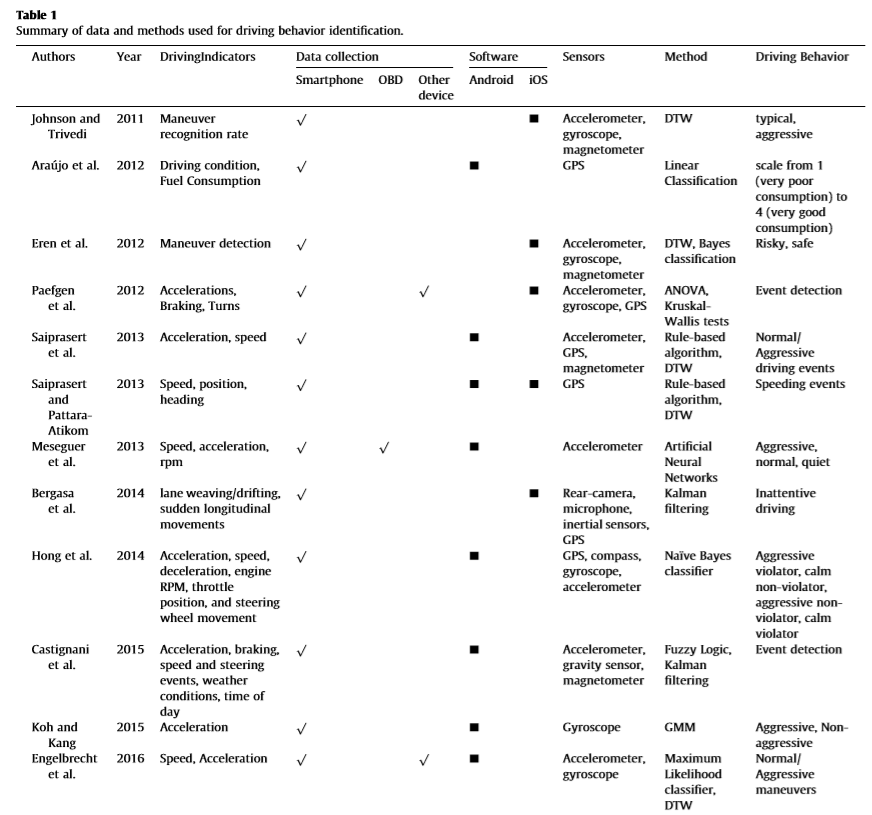 Table 1
Summary of data and methods used for driving behavior identification.
Authors Year DrivingIndicators Data collection Software Sensors Method Driving Behavior
Smartphone OBD Other Android iOS
device
Johnson and 2011 Maneuver √ ■ Accelerometer, DTW typical,
Trivedi recognition rate gyroscope, aggressive
magnetometer
Araújo et al. 2012 Driving condition, √ ■ GPS Linear scale from 1
Fuel Consumption Classification (very poor
consumption) to
4 (very good
consumption)
Eren et al. 2012 Maneuver detection √ ■ Accelerometer, DTW, Bayes Risky, safe
gyroscope, classification
magnetometer
Paefgen 2012 Accelerations, √ √ ■ Accelerometer, ANOVA, Event detection
et al. Braking, Turns gyroscope, GPS Kruskal-
Wallis tests
Saiprasert 2013 Acceleration, speed √ ■ Accelerometer, Rule-based Normal/
et al. GPS, algorithm, Aggressive
magnetometer DTW driving events
Saiprasert 2013 Speed, position, √ ■ ■ GPS Rule-based Speeding events
and heading algorithm,
Pattara- DTW
Atikom
Meseguer 2013 Speed, acceleration, √ √ ■ Accelerometer Artificial Aggressive,
et al. rpm Neural normal, quiet
Networks
Bergasa 2014 lane weaving/drifting, √ ■ Rear-camera, Kalman Inattentive
et al. sudden longitudinal microphone, filtering driving
movements inertial sensors,
GPS
Hong et al. 2014 Acceleration, speed, √ ■ GPS, compass, Naïve Bayes Aggressive
deceleration, engine gyroscope, classifier violator, calm
RPM, throttle accelerometer non-violator,
position, and steering aggressive non-
wheel movement violator, calm
violator
Castignani 2015 Acceleration, braking, √ ■ Accelerometer, Fuzzy Logic, Event detection
et al. speed and steering gravity sensor, Kalman
events, weather magnetometer filtering
conditions, time of
day
Koh and 2015 Acceleration √ ■ Gyroscope GMM Aggressive, Non-
Kang aggressive
Engelbrecht 2016 Speed, Acceleration √ √ ■ Accelerometer, Maximum Normal/
et al. gyroscope Likelihood Aggressive
classifier, maneuvers
DTW